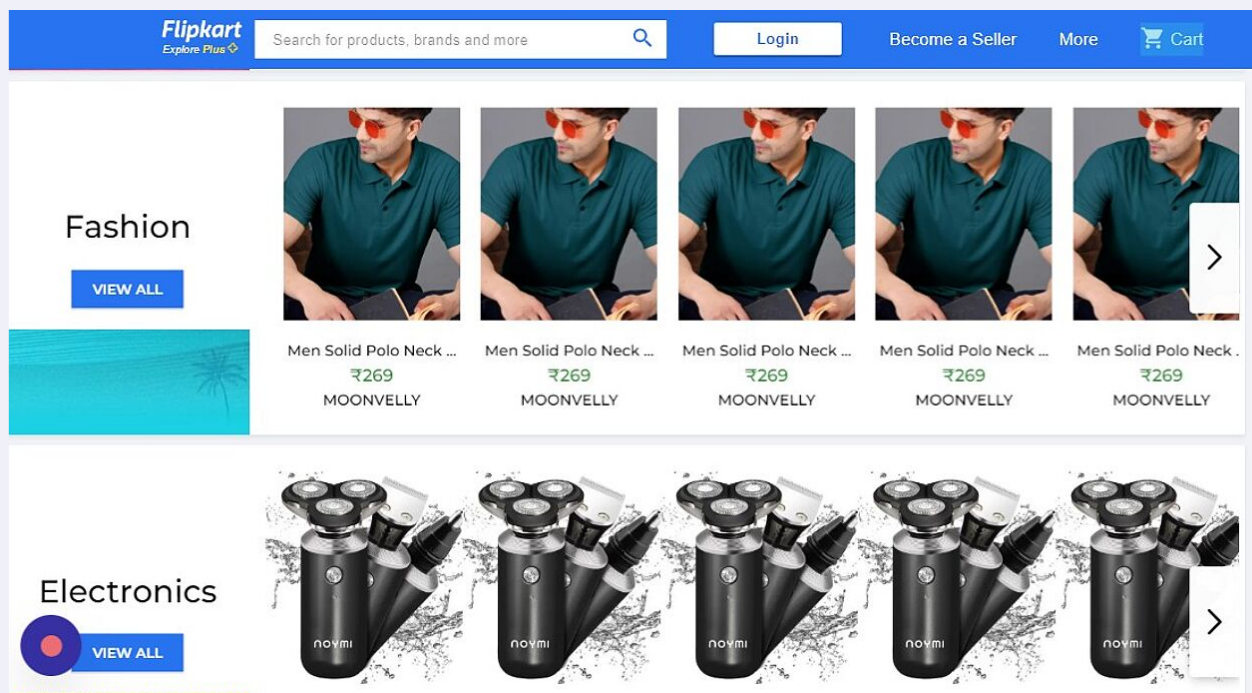 Flipkart
Explore Plus
Search for products, brands and more
Login
Become a Seller
More
Cart
Fashion
VIEW ALL
Men Solid Polo Neck ...
₹269
MOONVELLY
Men Solid Polo Neck ...
₹269
MOONVELLY
Men Solid Polo Neck ...
₹269
MOONVELLY
Men Solid Polo Neck ...
₹269
MOONVELLY
Men Solid Polo Neck .
₹269
MOONVELLY
Electronics
VIEW ALL
NOYMI
NOYMI
NOYMI
NOYMI
NOYMI